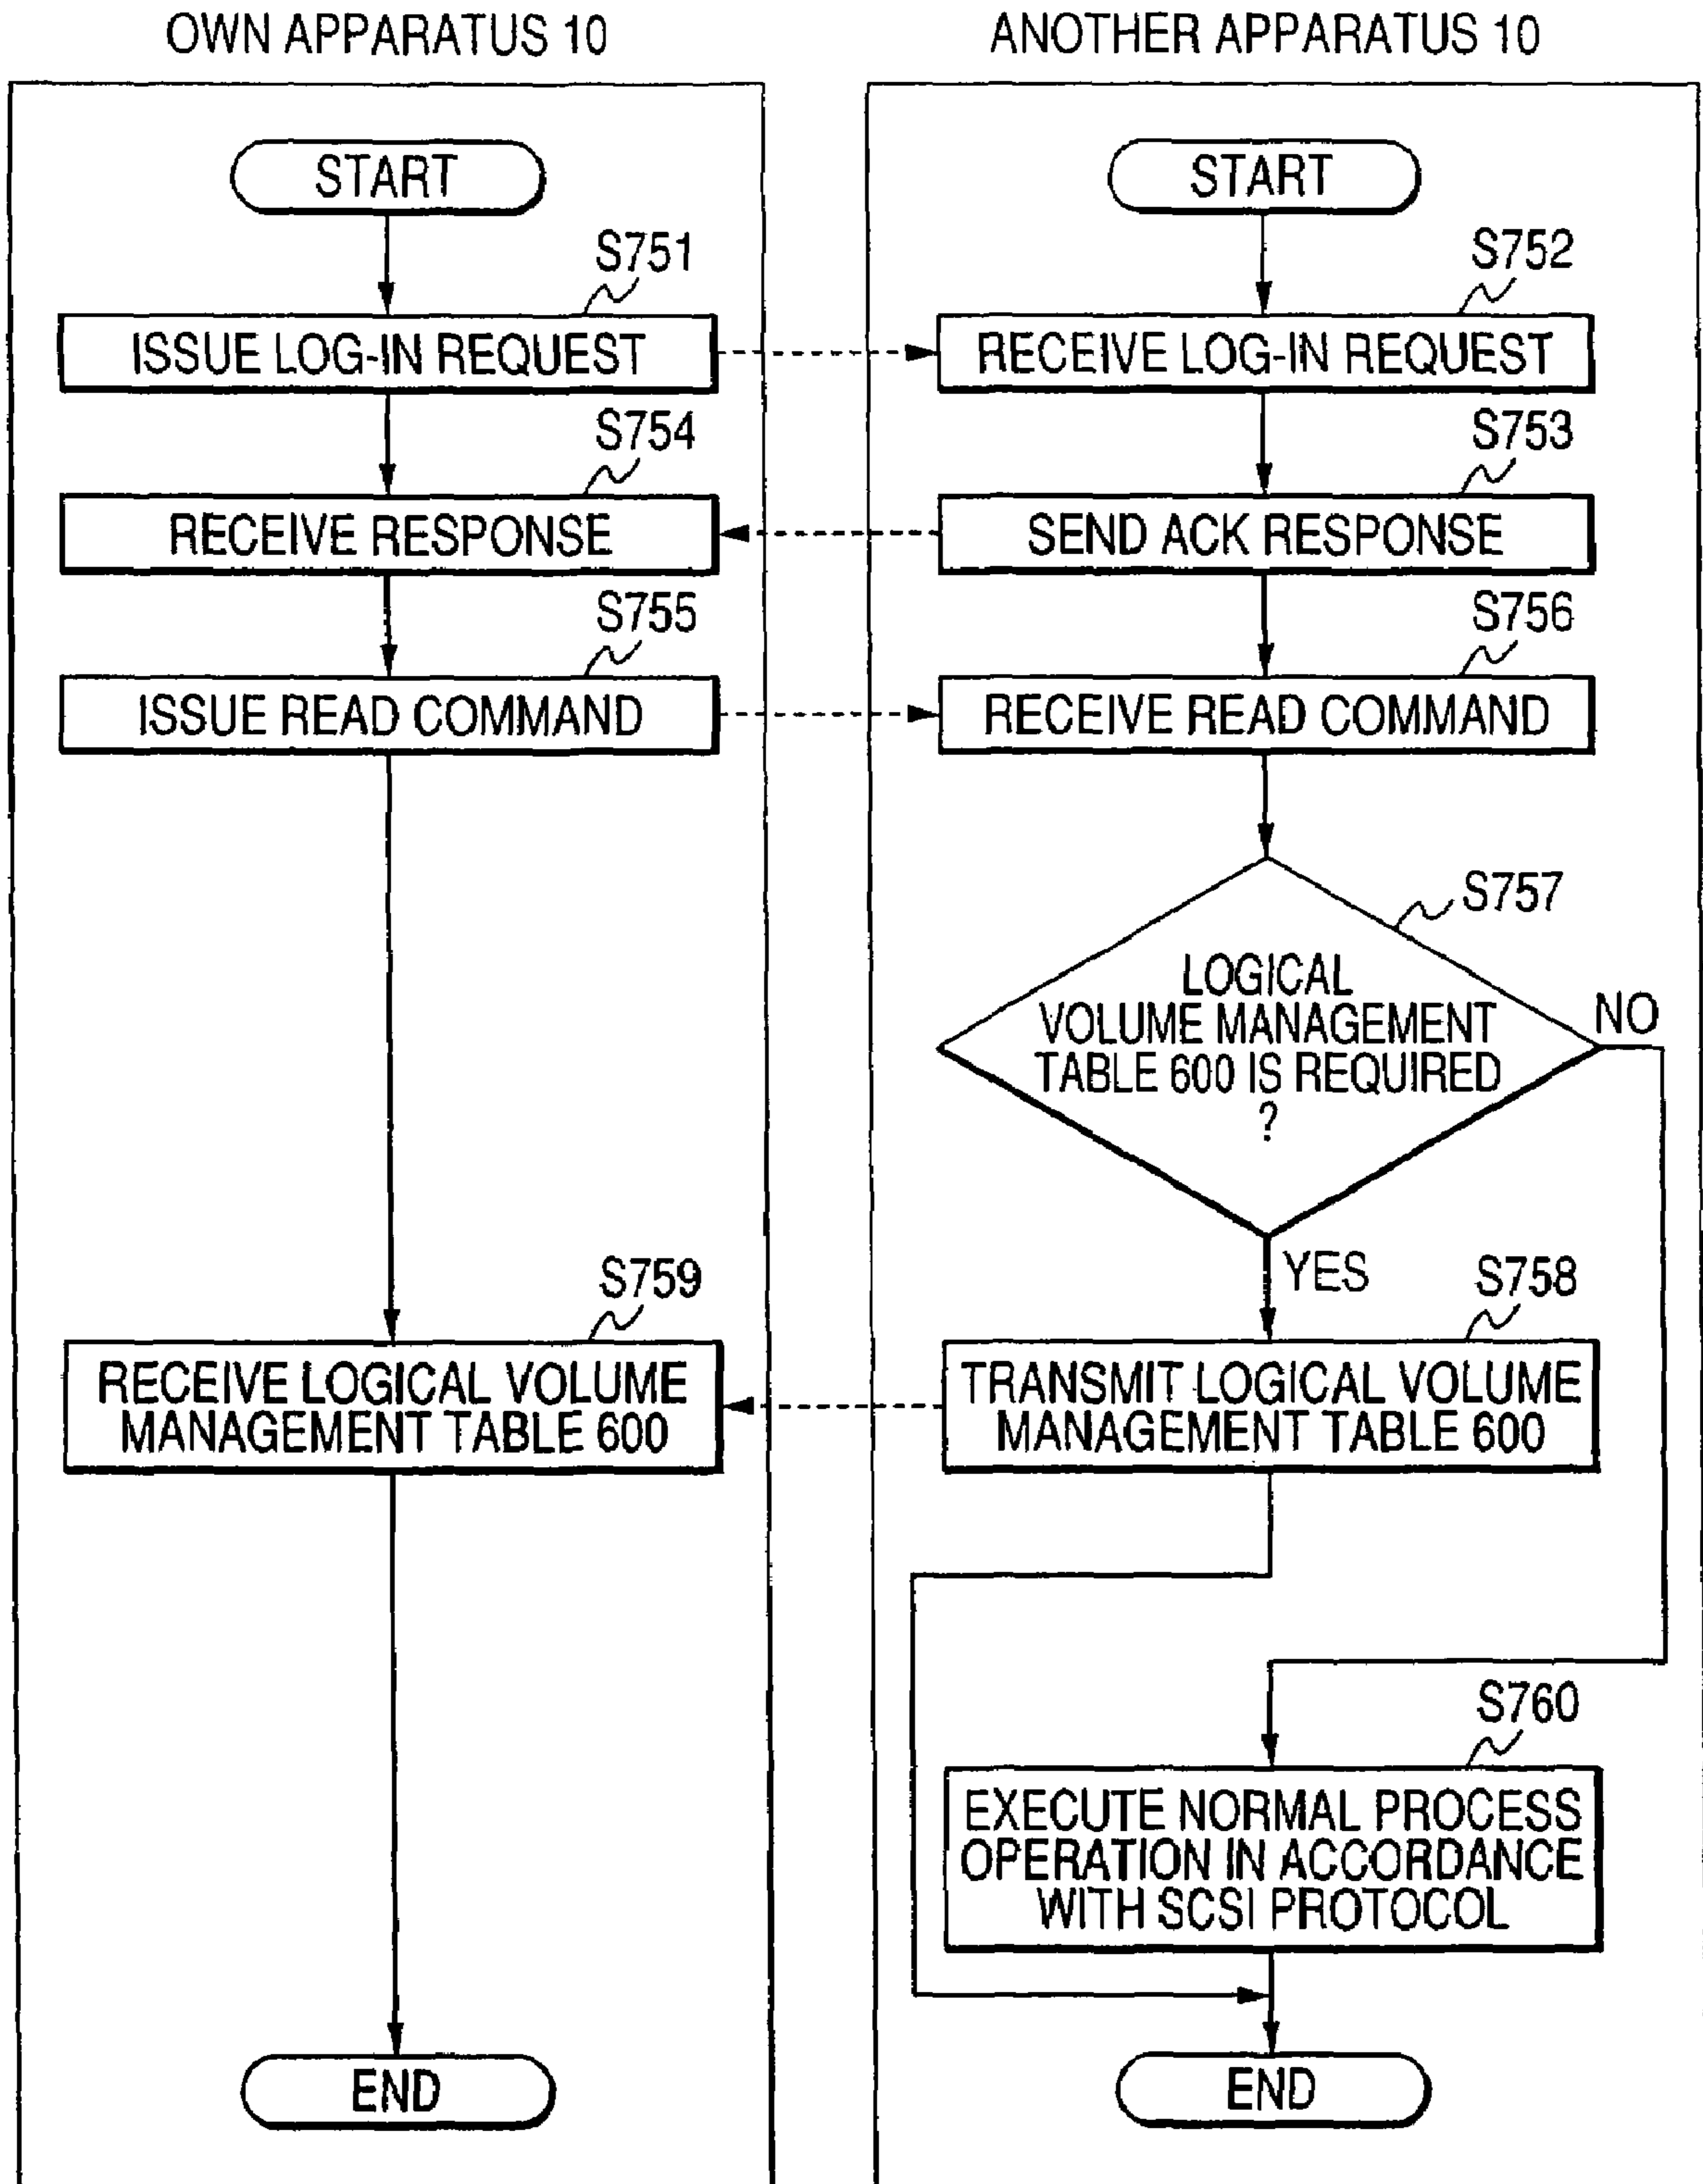 OWN APPARATUS 10
ANOTHER APPARATUS 10
START
START
S751
S752
ISSUE LOG-IN REQUEST
RECEIVE LOG-IN REQUEST
S754
S753
RECEIVE RESPONSE
SEND ACK RESPONSE
S755
S756
ISSUE READ COMMAND
RECEIVE READ COMMAND
S757
LOGICAL
VOLUME MANAGEMENT
TABLE 600 IS REQUIRED
?
NO
YES
S759
S758
RECEIVE LOGICAL VOLUME
MANAGEMENT TABLE 600
TRANSMIT LOGICAL VOLUME
MANAGEMENT TABLE 600
S760
EXECUTE NORMAL PROCESS
OPERATION IN ACCORDANCE
WITH SCSI PROTOCOL
END
END